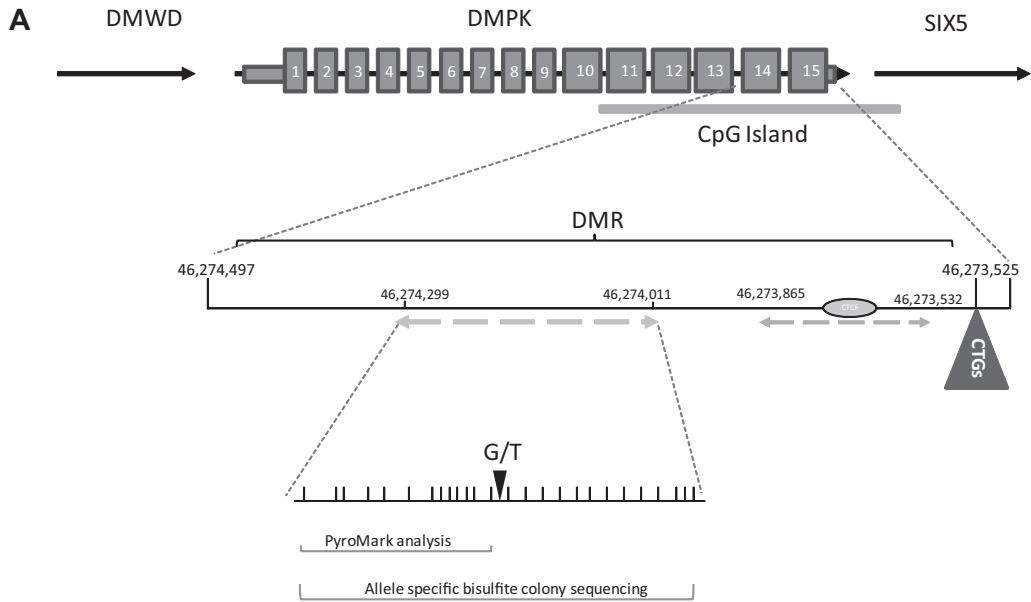 A
DMWD
DMPK
SIX5
1 2 3 4 5 6 7 8 9 10 11 12 13 14 15
CpG Island
DMR
46,274,497
46,273,525
46,274,299
46,274,011
46,273,865
46,273,532
CTCF
CTGs
G/T
PyroMark analysis
Allele specific bisulfite colony sequencing